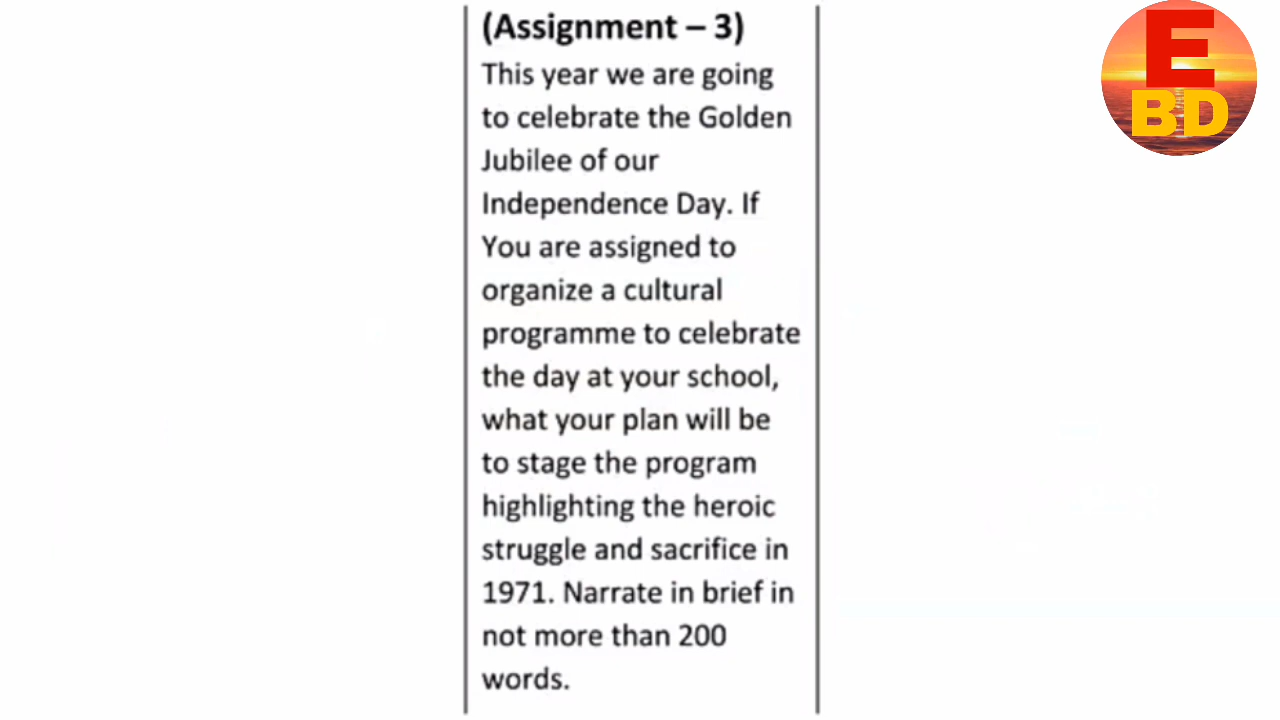 (Assignment – 3)
This year we are going
to celebrate the Golden
Jubilee of our
Independence Day. If
You are assigned to
organize a cultural
programme to celebrate
the day at your school,
what your plan will be
to stage the program
highlighting the heroic
struggle and sacrifice in
1971. Narrate in brief in
not more than 200
words.
E
BD